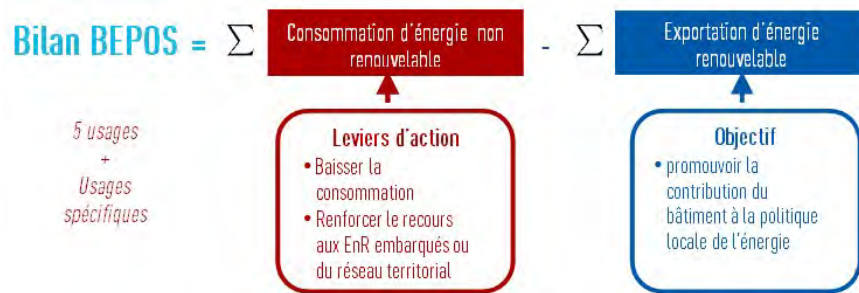 Bilan BEPOS = ∑ Consommation d'énergie non renouvelable - ∑ Exportation d'énergie renouvelable
5 usages
+
Usages
spécifiques
Leviers d'action
• Baisser la
consommation
• Renforcer le recours
aux EnR embarqués ou
du réseau territorial
Objectif
• promouvoir la
contribution du
bâtiment à la politique
locale de l'énergie